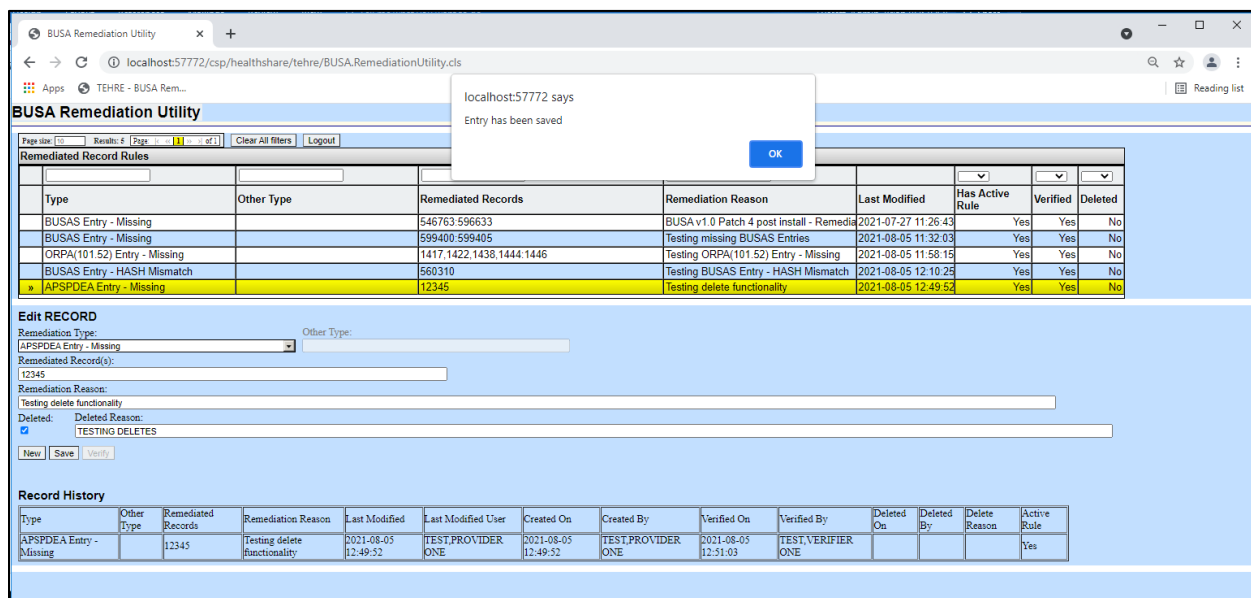 BUSA Remediation Utility
localhost:57772/csp/healthshare/tehre/BUSA.RemediationUtility.cls
Apps TEHRE - BUSA Rem... Reading list
localhost:57772 says
Entry has been saved
OK
BUSA Remediation Utility
Page size: 10 Results: 5 Page: |< << 1 >> >| of 1 Clear All filters Logout
Remediated Record Rules
Type Other Type Remediated Records Remediation Reason Last Modified Has Active Rule Verified Deleted
BUSAS Entry - Missing 546763:596633 BUSA v1.0 Patch 4 post install - Remedia 2021-07-27 11:26:43 Yes Yes No
BUSAS Entry - Missing 599400:599405 Testing missing BUSAS Entries 2021-08-05 11:32:03 Yes Yes No
ORPA(101.52) Entry - Missing 1417,1422,1438,1444:1446 Testing ORPA(101.52) Entry - Missing 2021-08-05 11:58:15 Yes Yes No
BUSAS Entry - HASH Mismatch 560310 Testing BUSAS Entry - HASH Mismatch 2021-08-05 12:10:25 Yes Yes No
» APSPDEA Entry - Missing 12345 Testing delete functionality 2021-08-05 12:49:52 Yes Yes No
Edit RECORD
Remediation Type: Other Type:
APSPDEA Entry - Missing
Remediated Record(s):
12345
Remediation Reason:
Testing delete functionality
Deleted: Deleted Reason:
TESTING DELETES
New Save Verify
Record History
Type Other Type Remediated Records Remediation Reason Last Modified Last Modified User Created On Created By Verified On Verified By Deleted On Deleted By Delete Reason Active Rule
APSPDEA Entry - Missing 12345 Testing delete functionality 2021-08-05 12:49:52 TEST,PROVIDER ONE 2021-08-05 12:49:52 TEST,PROVIDER ONE 2021-08-05 12:51:03 TEST,VERIFIER ONE Yes